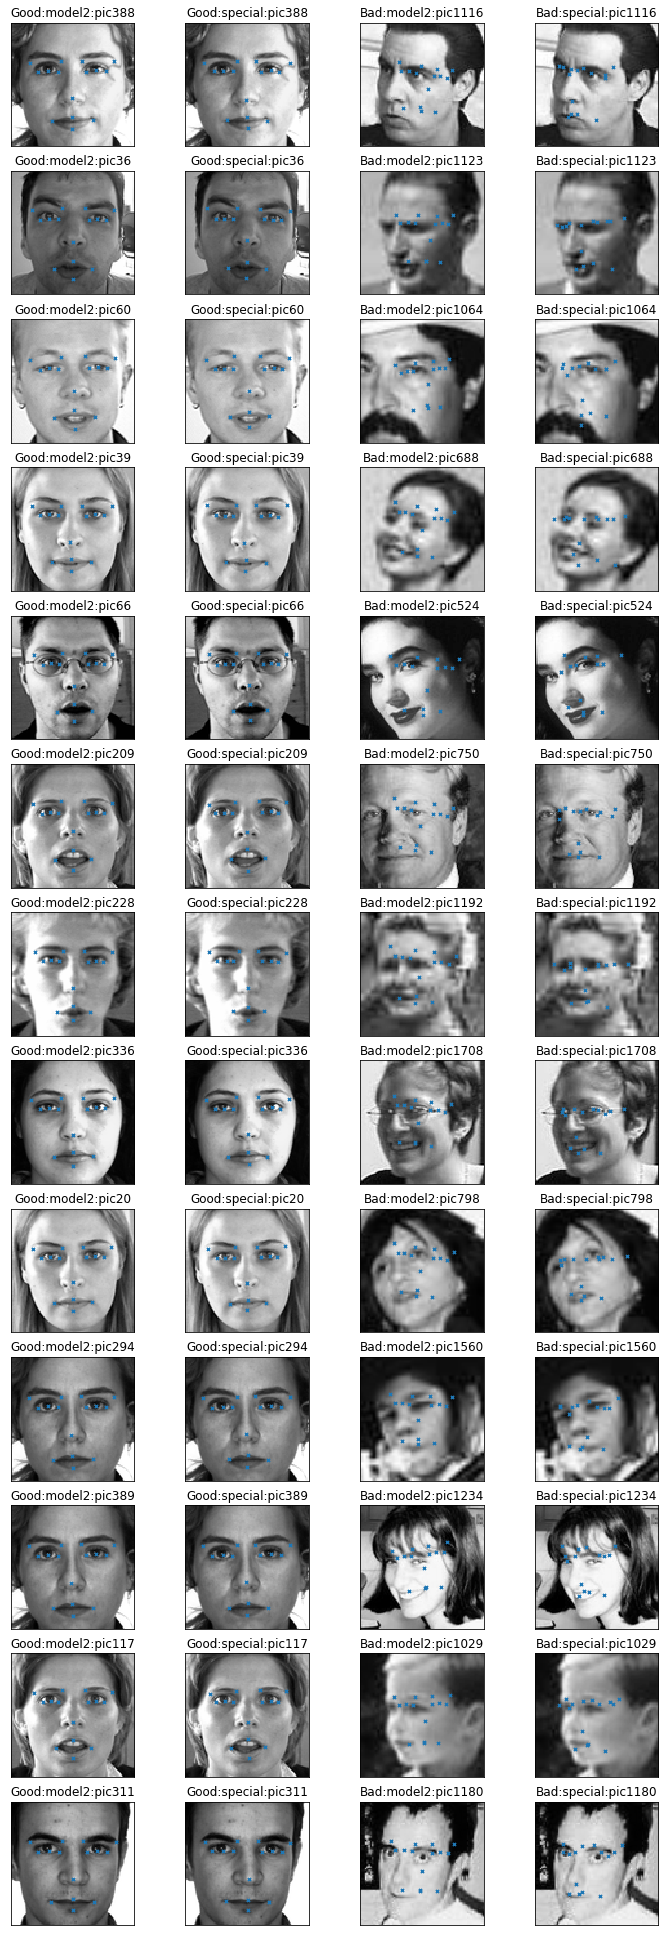 Good:model2:pic388 Good:special:pic388 Bad:model2:pic1116 Bad:special:pic1116
Good:model2:pic36 Good:special:pic36 Bad:model2:pic1123 Bad:special:pic1123
Good:model2:pic60 Good:special:pic60 Bad:model2:pic1064 Bad:special:pic1064
Good:model2:pic39 Good:special:pic39 Bad:model2:pic688 Bad:special:pic688
Good:model2:pic66 Good:special:pic66 Bad:model2:pic524 Bad:special:pic524
Good:model2:pic209 Good:special:pic209 Bad:model2:pic750 Bad:special:pic750
Good:model2:pic228 Good:special:pic228 Bad:model2:pic1192 Bad:special:pic1192
Good:model2:pic336 Good:special:pic336 Bad:model2:pic1708 Bad:special:pic1708
Good:model2:pic20 Good:special:pic20 Bad:model2:pic798 Bad:special:pic798
Good:model2:pic294 Good:special:pic294 Bad:model2:pic1560 Bad:special:pic1560
Good:model2:pic389 Good:special:pic389 Bad:model2:pic1234 Bad:special:pic1234
Good:model2:pic117 Good:special:pic117 Bad:model2:pic1029 Bad:special:pic1029
Good:model2:pic311 Good:special:pic311 Bad:model2:pic1180 Bad:special:pic1180